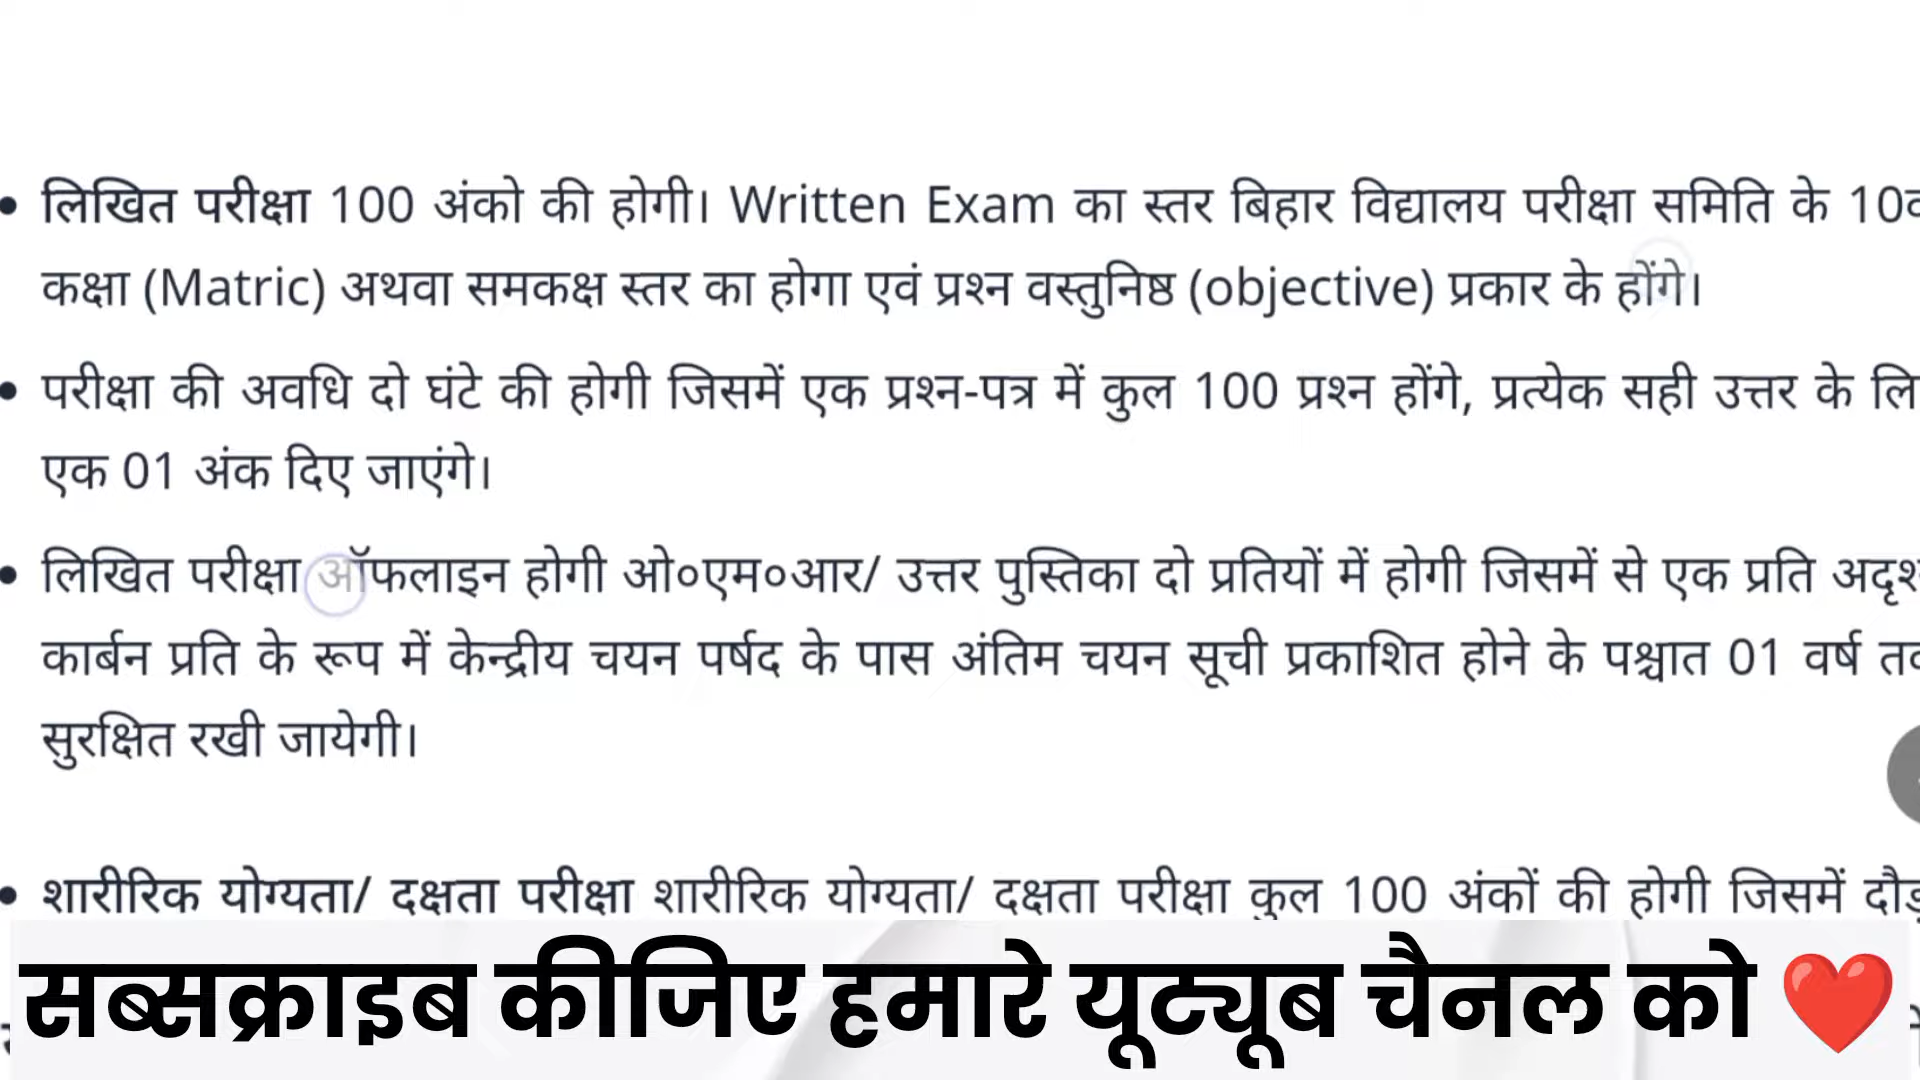 • लिखित परीक्षा 100 अंको की होगी। Written Exam का स्तर बिहार विद्यालय परीक्षा समिति के
कक्षा (Matric) अथवा समकक्ष स्तर का होगा एवं प्रश्न वस्तुनिष्ठ (objective) प्रकार के होंगे।
• परीक्षा की अवधि दो घंटे की होगी जिसमें एक प्रश्न-पत्र में कुल 100 प्रश्न होंगे, प्रत्येक सही उत्तर के
एक 01 अंक दिए जाएंगे।
• लिखित परीक्षा ऑफलाइन होगी ओ०एम०आर/ उत्तर पुस्तिका दो प्रतियों में होगी जिसमें से एक प्रति
कार्बन प्रति के रूप में केन्द्रीय चयन पर्षद के पास अंतिम चयन सूची प्रकाशित होने के पश्चात 01 वर्ष
सुरक्षित रखी जायेगी।
• शारीरिक योग्यता/ दक्षता परीक्षा शारीरिक योग्यता/ दक्षता परीक्षा कुल 100 अंकों की होगी जिसमें
सब्सक्राइब कीजिए हमारे यूट्यूब चैनल को ❤️